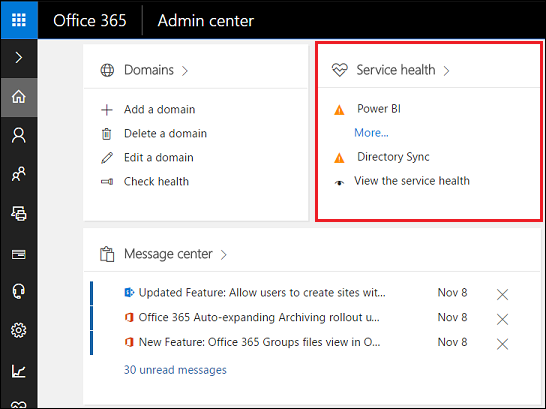 Office 365 Admin center
Domains
Add a domain
Delete a domain
Edit a domain
Check health
Service health
Power BI
More...
Directory Sync
View the service health
Message center
Updated Feature: Allow users to create sites wit... Nov 8
Office 365 Auto-expanding Archiving rollout u... Nov 8
New Feature: Office 365 Groups files view in O... Nov 8
30 unread messages